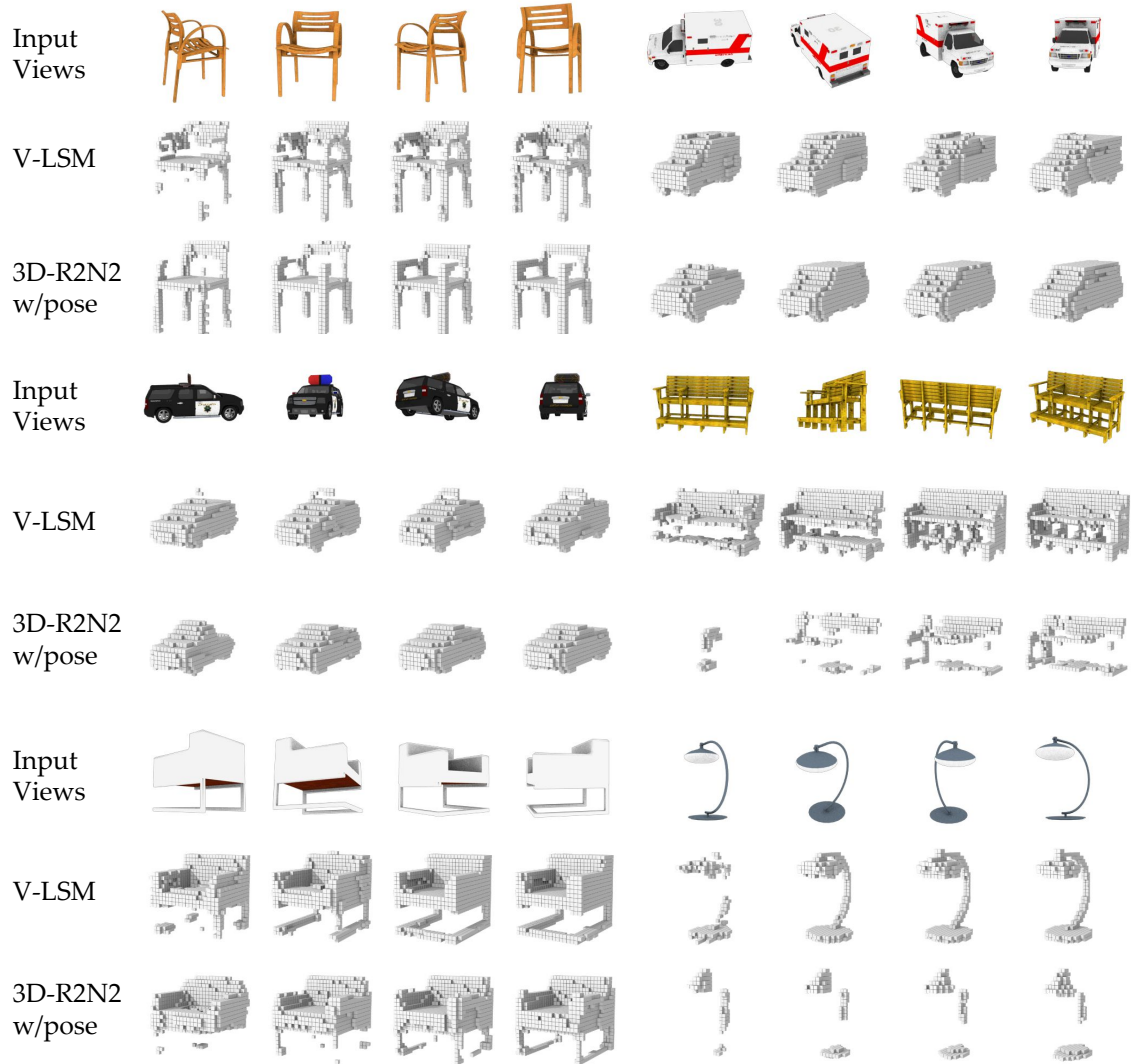 Input
Views
V-LSM
3D-R2N2
w/pose
Input
Views
V-LSM
3D-R2N2
w/pose
Input
Views
V-LSM
3D-R2N2
w/pose